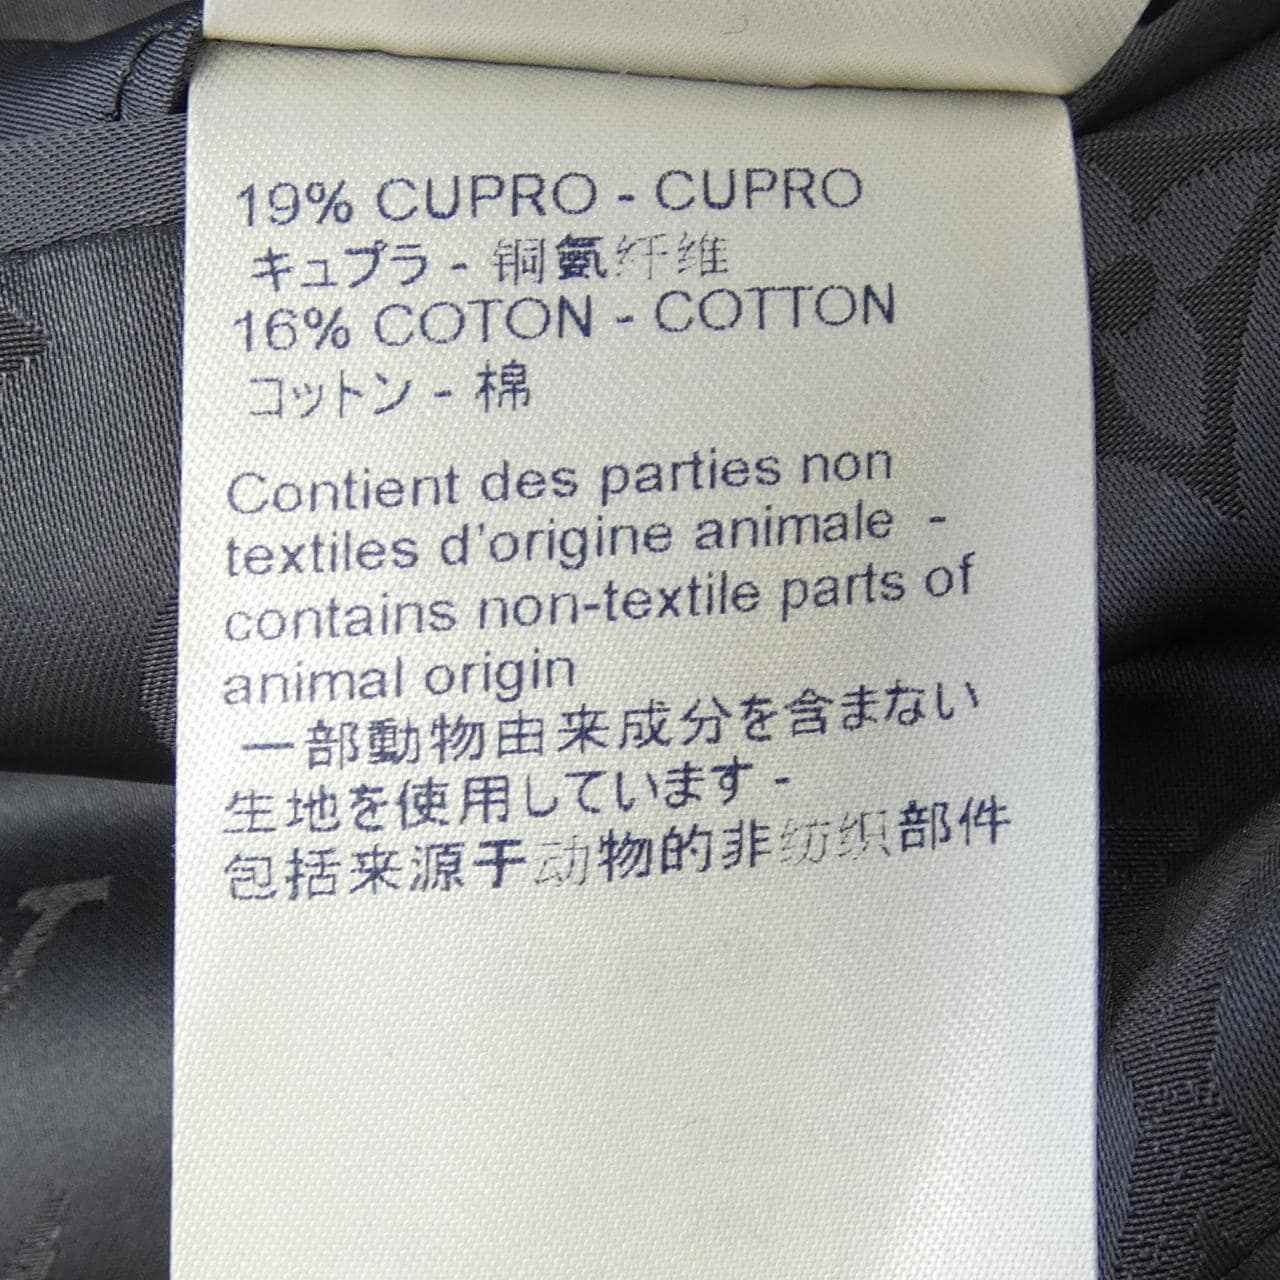 19% CUPRO - CUPRO
キュプラ - 铜氨纤维
16% COTON - COTTON
コットン - 棉
Contient des parties non
textiles d'origine animale -
contains non-textile parts of
animal origin
一部動物由来成分を含まない
生地を使用しています -
包括来源于动物的非纺织部件